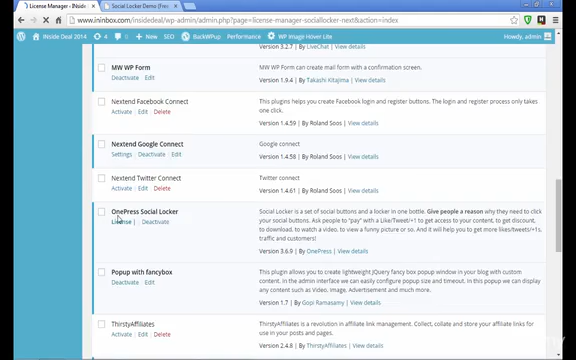 License Manager ‹ INside
Social Locker Demo [Free
www.ininbox.com/insidedeal/wp-admin/admin.php?page=license-manager-sociallocker-next&action=index
INside Deal 2014
4
New
SEO
BackWPup
Performance
WP Image Hover Lite
Howdy, admin
Version 3.2.7 | By LiveChat | View details
MW WP Form
MW WP Form can create mail form with a confirmation screen.
Deactivate | Edit
Version 1.9.4 | By Takashi Kitajima | View details
Nextend Facebook Connect
This plugins helps you create Facebook login and register buttons. The login and register process only takes
one click.
Activate | Edit | Delete
Version 1.4.59 | By Roland Soos | View details
Nextend Google Connect
Google connect
Settings | Deactivate | Edit
Version 1.4.58 | By Roland Soos | View details
Nextend Twitter Connect
Twitter connect
Activate | Edit | Delete
Version 1.4.61 | By Roland Soos | View details
OnePress Social Locker
Social Locker is a set of social buttons and a locker in one bottle. Give people a reason why they need to click
License | Deactivate
your social buttons. Ask people to "pay" with a Like/Tweet/+1 to get access to your content, to get discount,
to download, to watch a video, to view a funny picture or so. And it will help you to get more likes/tweets/+1s,
traffic and customers!
Version 3.6.9 | By OnePress | View details
Popup with fancybox
This plugin allows you to create lightweight JQuery fancy box popup window in your blog with custom
content. In the admin interface we can easily configure popup size and timeout. In this popup we can display
any content such as Video, Image, Advertisement and much more.
Deactivate | Edit
Version 1.7 | By Gopi Ramasamy | View details
ThirstyAffiliates
ThirstyAffiliates is a revolution in affiliate link management. Collect, collate and store your affiliate links for
use in your posts and pages.
Activate | Edit | Delete
Version 2.4.8 | By ThirstyAffiliates | View details